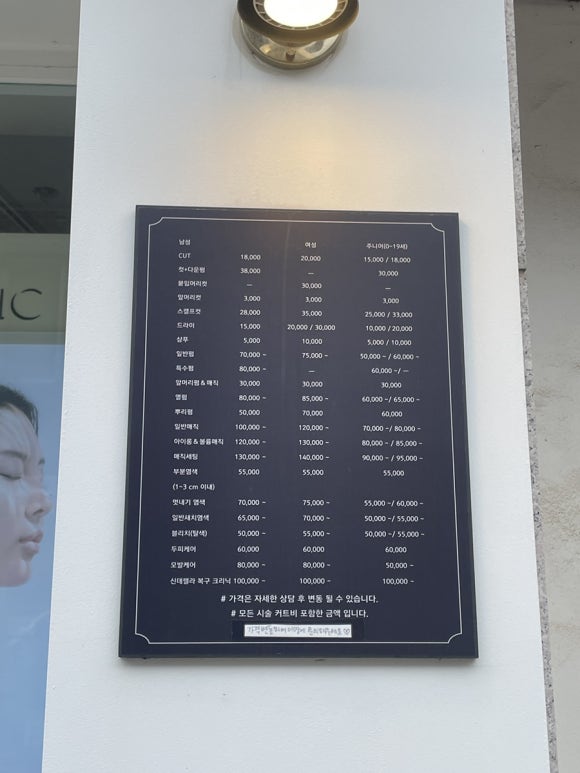 IC
남성 여성 주니어(0-19세)
CUT 18,000 20,000 15,000 / 18,000
컷+다운펌 38,000 — 30,000
붙임머리컷 — 30,000 —
앞머리컷 3,000 3,000 3,000
스캘프컷 28,000 35,000 25,000 / 33,000
드라이 15,000 20,000 / 30,000 10,000 / 20,000
샴푸 5,000 10,000 5,000 / 10,000
일반펌 70,000 ~ 75,000 ~ 50,000 ~ / 60,000 ~
특수펌 80,000 ~ — 60,000 ~/ —
앞머리펌 & 매직 30,000 30,000 30,000
열펌 80,000 ~ 85,000 ~ 60,000 ~/ 65,000 ~
뿌리펌 50,000 70,000 60,000
일반매직 100,000 ~ 120,000 ~ 70,000 ~/ 80,000 ~
아이롱 & 볼륨매직 120,000 ~ 130,000 ~ 80,000 ~ / 85,000 ~
매직세팅 130,000 ~ 140,000 ~ 90,000 ~ / 95,000 ~
부분염색 55,000 55,000 55,000
(1-3 cm 이내)
멋내기 염색 70,000 ~ 75,000 ~ 55,000 ~/ 60,000 ~
일반새치염색 65,000 ~ 70,000 ~ 50,000 ~/ 55,000 ~
블리치(탈색) 50,000 ~ 55,000 ~ 50,000 ~/ 55,000 ~
두피케어 60,000 60,000 60,000
모발케어 80,000 ~ 80,000 ~ 50,000 ~
신데렐라 복구 크리닉 100,000 ~ 100,000 ~ 100,000 ~
# 가격은 자세한 상담 후 변동 될 수 있습니다.
# 모든 시술 커트비 포함한 금액 입니다.